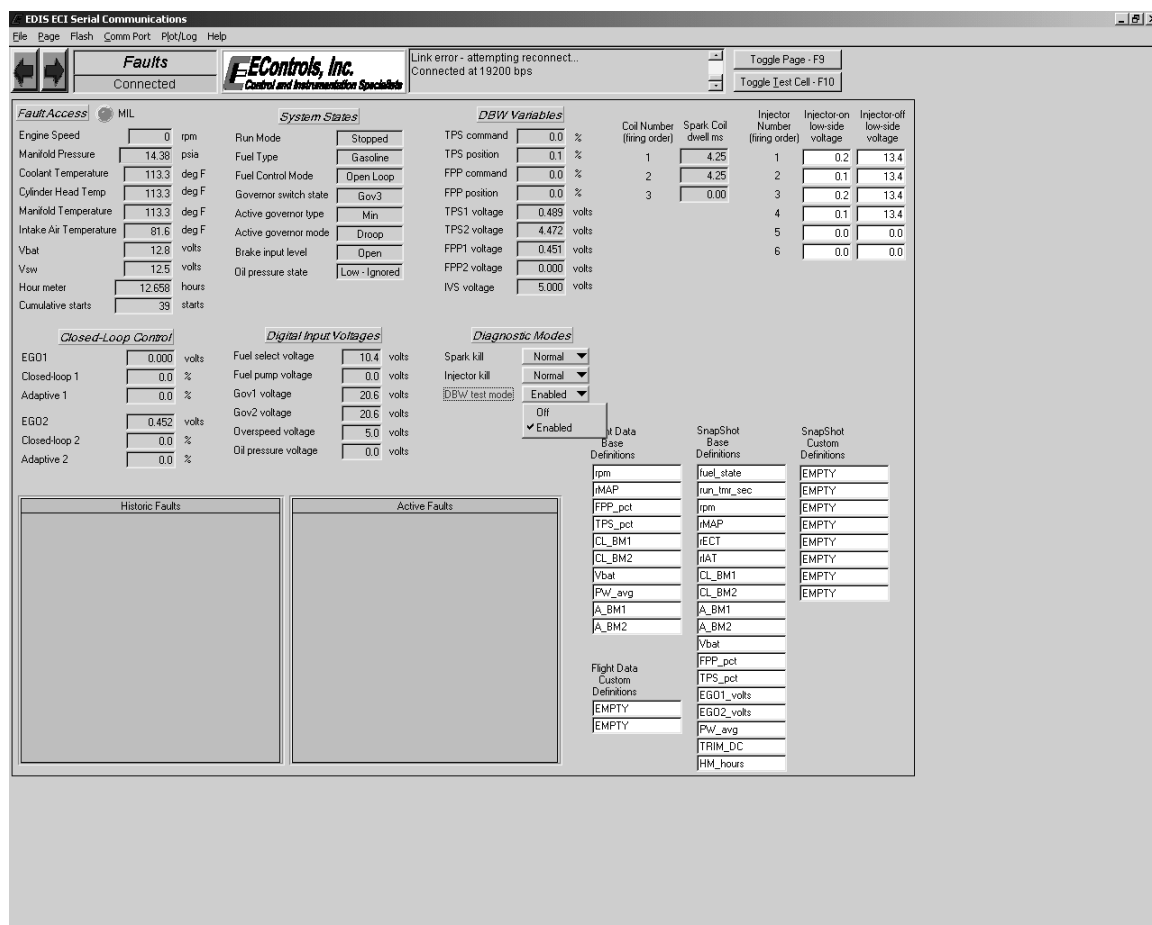 EDIS ECI Serial Communications
File Page Flash Comm Port Plot/Log Help
Faults
Connected
EControls, Inc.
Control and Instrumentation Specialists
Link error - attempting reconnect...
Connected at 19200 bps
Toggle Page - F9
Toggle Test Cell - F10
Fault Access MIL
Engine Speed 0 rpm
Manifold Pressure 14.38 psia
Coolant Temperature 113.3 deg F
Cylinder Head Temp 113.3 deg F
Manifold Temperature 113.3 deg F
Intake Air Temperature 81.6 deg F
Vbat 12.8 volts
Vsw 12.5 volts
Hour meter 12.658 hours
Cumulative starts 39 starts
System States
Run Mode Stopped
Fuel Type Gasoline
Fuel Control Mode Open Loop
Governor switch state Gov3
Active governor type Min
Active governor mode Droop
Brake input level Open
Oil pressure state Low - Ignored
DBW Variables
TPS command 0.0 %
TPS position 0.1 %
FPP command 0.0 %
FPP position 0.0 %
TPS1 voltage 0.489 volts
TPS2 voltage 4.472 volts
FPP1 voltage 0.451 volts
FPP2 voltage 0.000 volts
IVS voltage 5.000 volts
Coil Number Spark Coil
(firing order) dwell ms
1 4.25
2 4.25
3 0.00
Injector Injector-on Injector-off
Number low-side low-side
(firing order) voltage voltage
1 0.2 13.4
2 0.1 13.4
3 0.2 13.4
4 0.1 13.4
5 0.0 0.0
6 0.0 0.0
Closed-Loop Control
EGO1 0.000 volts
Closed-loop 1 0.0 %
Adaptive 1 0.0 %
EGO2 0.452 volts
Closed-loop 2 0.0 %
Adaptive 2 0.0 %
Digital Input Voltages
Fuel select voltage 10.4 volts
Fuel pump voltage 0.0 volts
Gov1 voltage 20.6 volts
Gov2 voltage 20.6 volts
Overspeed voltage 5.0 volts
Oil pressure voltage 0.0 volts
Diagnostic Modes
Spark kill Normal
Injector kill Normal
DBW test mode Enabled
Off
Enabled
Historic Faults
Active Faults
ht Data
Base
Definitions
rpm
rMAP
FPP_pct
TPS_pct
CL_BM1
CL_BM2
Vbat
PW_avg
A_BM1
A_BM2
Flight Data
Custom
Definitions
EMPTY
EMPTY
SnapShot
Base
Definitions
fuel_state
run_tmr_sec
rpm
rMAP
rECT
rIAT
CL_BM1
CL_BM2
A_BM1
A_BM2
Vbat
FPP_pct
TPS_pct
EGO1_volts
EGO2_volts
PW_avg
TRIM_DC
HM_hours
SnapShot
Custom
Definitions
EMPTY
EMPTY
EMPTY
EMPTY
EMPTY
EMPTY
EMPTY
EMPTY